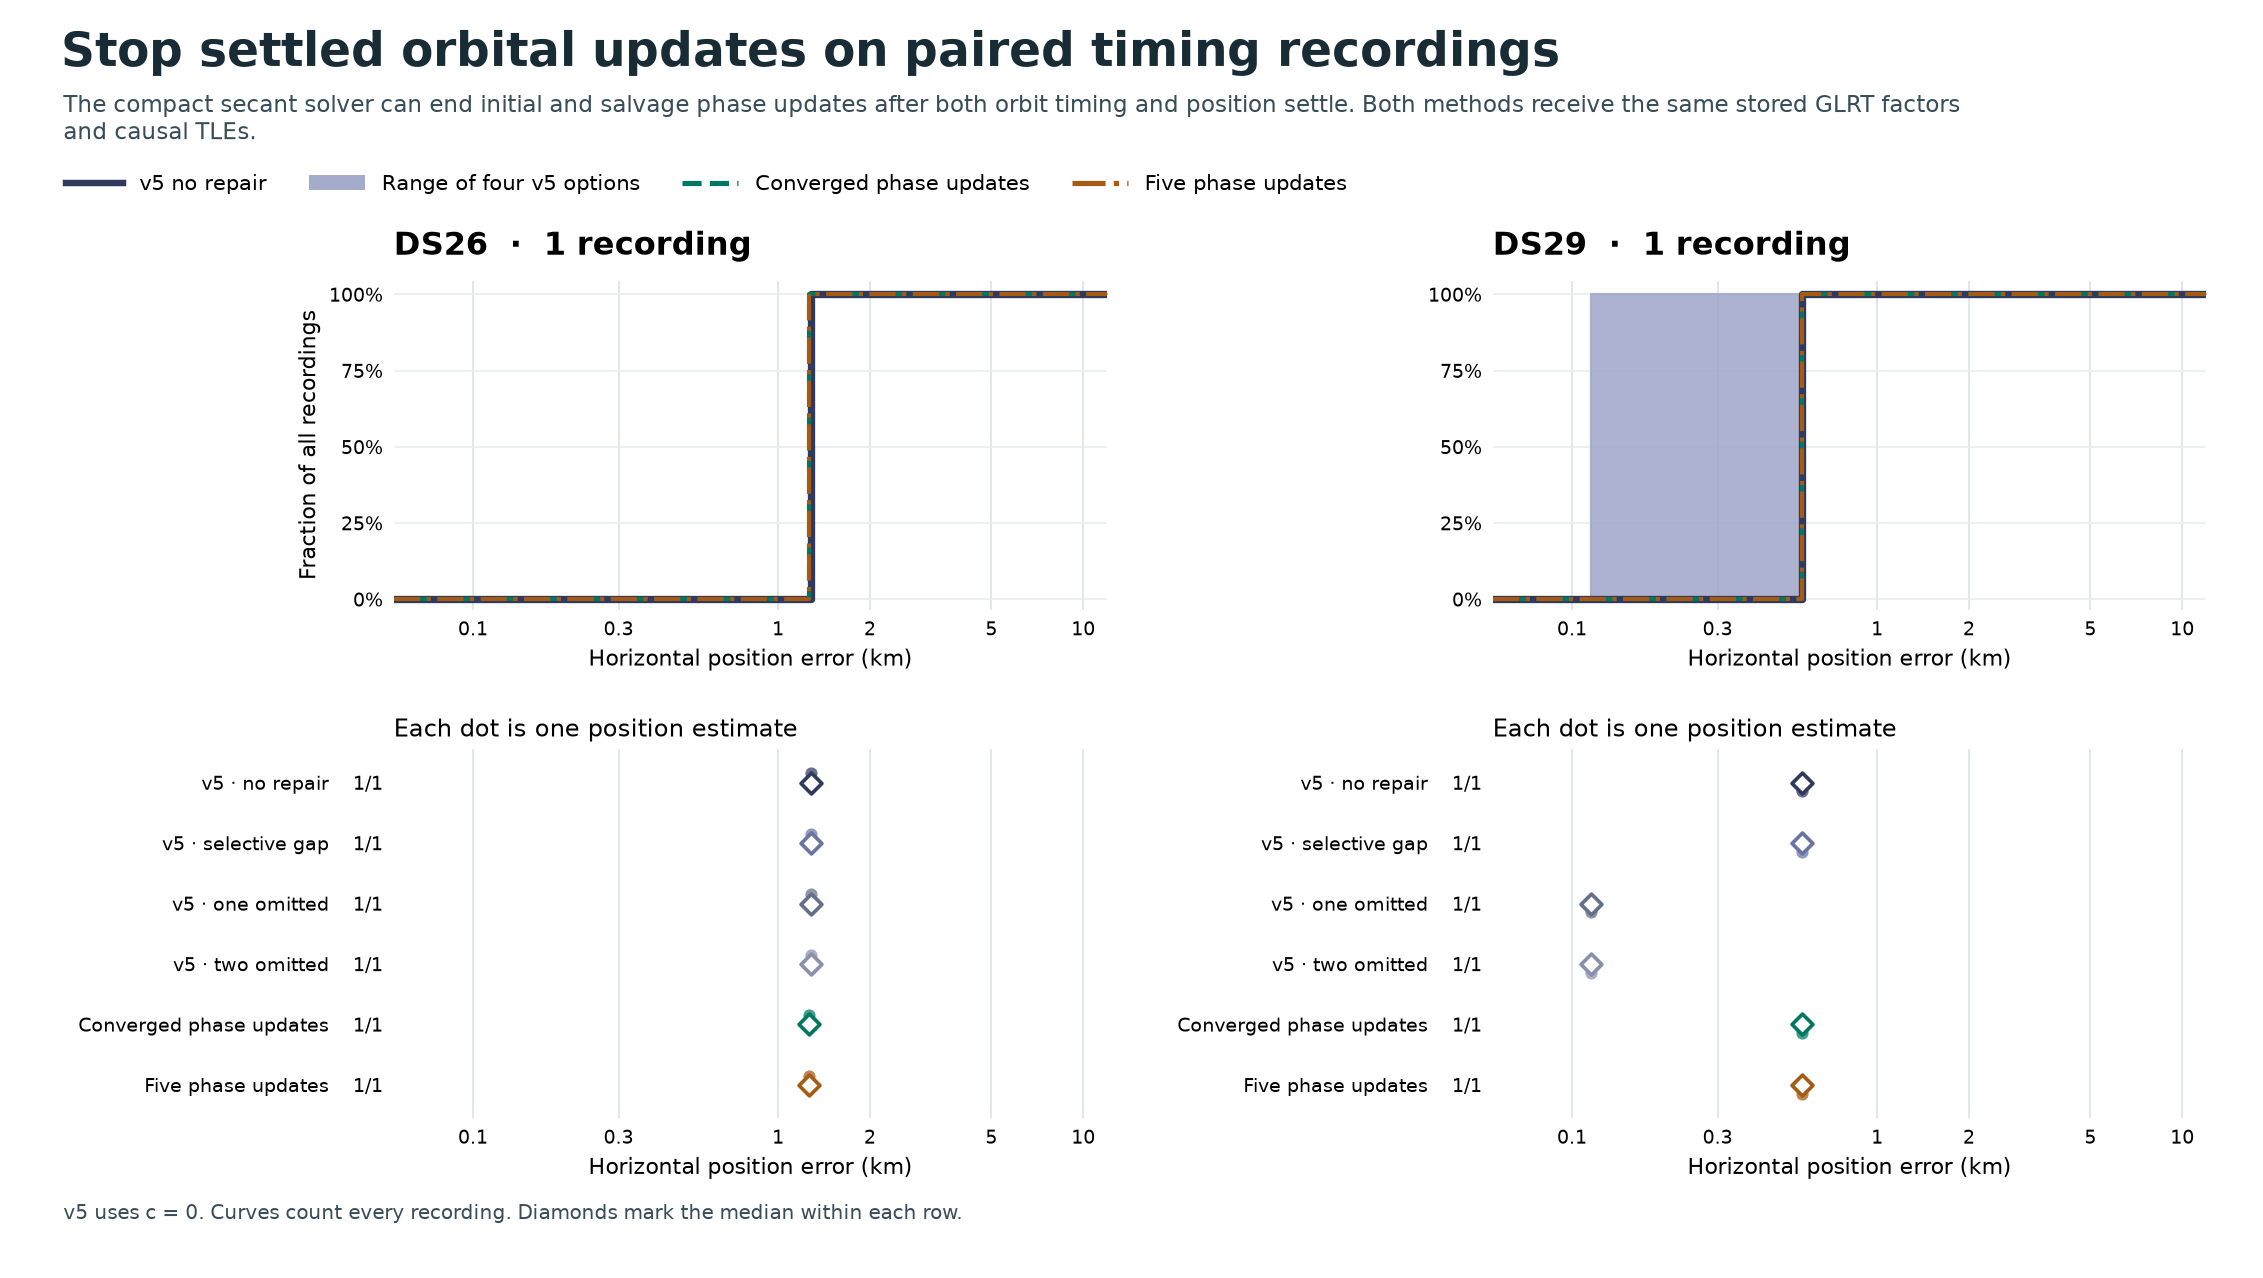 Stop settled orbital updates on paired timing recordings
The compact secant solver can end initial and salvage phase updates after both orbit timing and position settle. Both methods receive the same stored GLRT factors
and causal TLEs.
v5 no repair   Range of four v5 options   Converged phase updates   Five phase updates
DS26 · 1 recording
100%
75%
50%
25%
0%
Fraction of all recordings
0.1 0.3 1 2 5 10
Horizontal position error (km)
DS29 · 1 recording
100%
75%
50%
25%
0%
0.1 0.3 1 2 5 10
Horizontal position error (km)
Each dot is one position estimate
v5 · no repair 1/1
v5 · selective gap 1/1
v5 · one omitted 1/1
v5 · two omitted 1/1
Converged phase updates 1/1
Five phase updates 1/1
0.1 0.3 1 2 5 10
Horizontal position error (km)
Each dot is one position estimate
v5 · no repair 1/1
v5 · selective gap 1/1
v5 · one omitted 1/1
v5 · two omitted 1/1
Converged phase updates 1/1
Five phase updates 1/1
0.1 0.3 1 2 5 10
Horizontal position error (km)
v5 uses c = 0. Curves count every recording. Diamonds mark the median within each row.